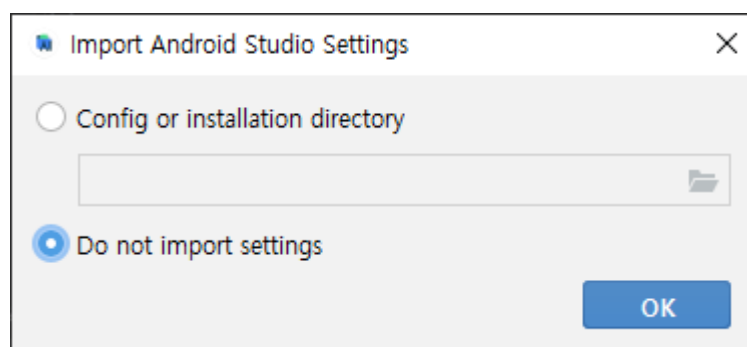 Import Android Studio Settings
Config or installation directory
Do not import settings
OK